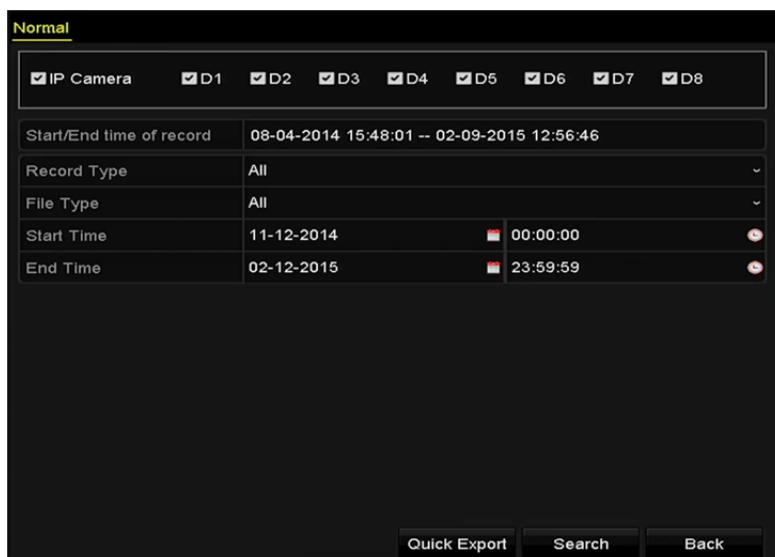 Normal
IP Camera D1 D2 D3 D4 D5 D6 D7 D8
Start/End time of record 08-04-2014 15:48:01 -- 02-09-2015 12:56:46
Record Type All
File Type All
Start Time 11-12-2014 00:00:00
End Time 02-12-2015 23:59:59
Quick Export Search Back